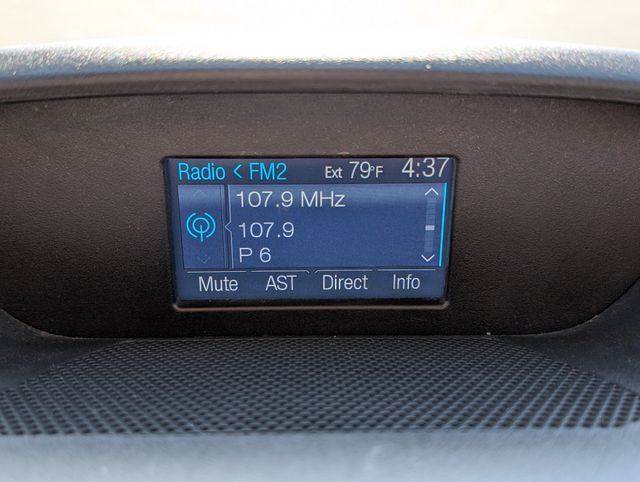 Radio < FM2 Ext 79°F 4:37
107.9 MHz
107.9
P 6
Mute AST Direct Info